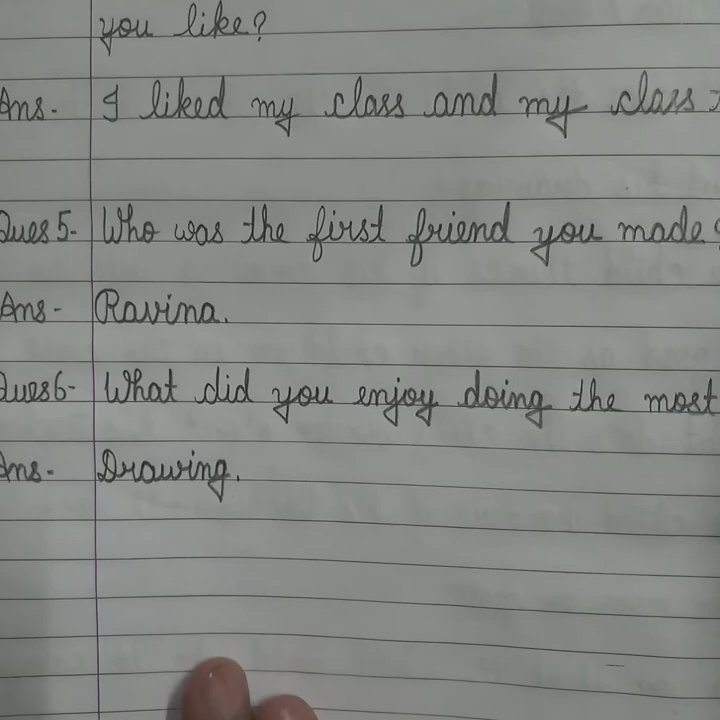 you like?
Ans. I liked my class and my class
Ques 5. Who was the first friend you made?
Ans - Ravina.
Ques 6- What did you enjoy doing the most
Ans. Drawing.